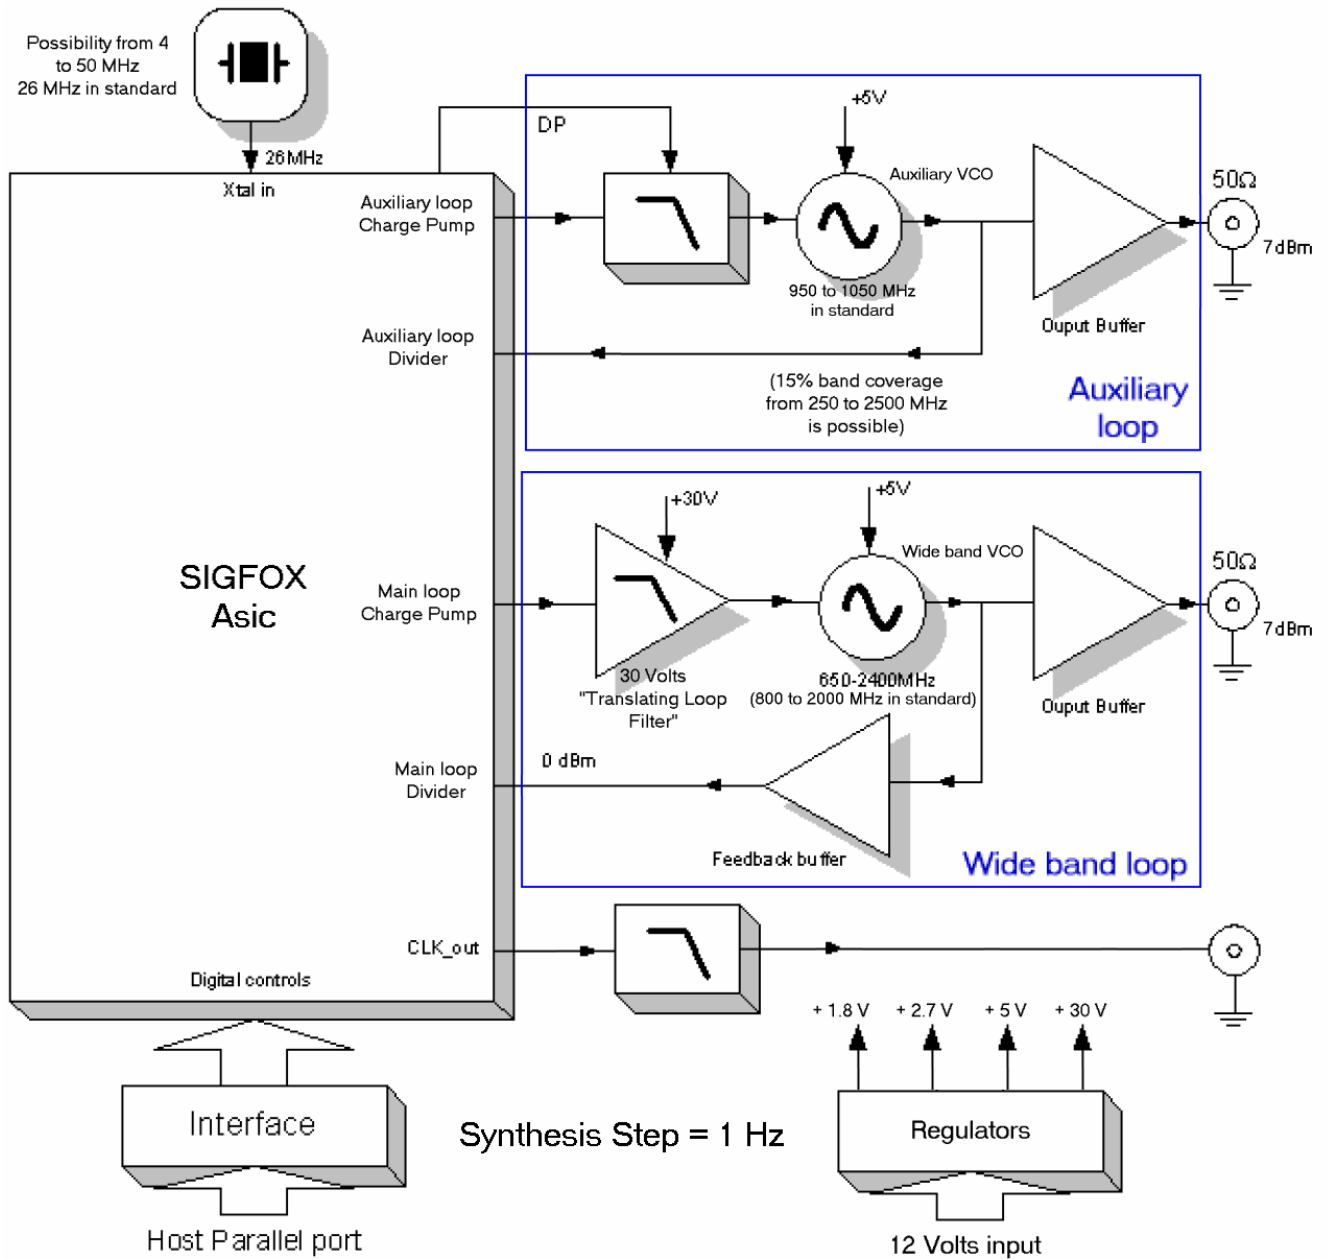 Possibility from 4
to 50 MHz
26 MHz in standard
26MHz
Xtal in
DP
+5V
Auxiliary VCO
Auxiliary loop
Charge Pump
50Ω
7dBm
950 to 1050 MHz
in standard
Ouput Buffer
Auxiliary loop
Divider
(15% band coverage
from 250 to 2500 MHz
is possible)
Auxiliary
loop
+30V
+5V
Wide band VCO
50Ω
SIGFOX
Asic
Main loop
Charge Pump
7dBm
30 Volts
"Translating Loop
Filter"
650-2400MHz
(800 to 2000 MHz in standard)
Ouput Buffer
Main loop
Divider
0 dBm
Feedback buffer
Wide band loop
CLK_out
Digital controls
+ 1.8 V
+ 2.7 V
+ 5 V
+ 30 V
Interface
Synthesis Step = 1 Hz
Regulators
Host Parallel port
12 Volts input